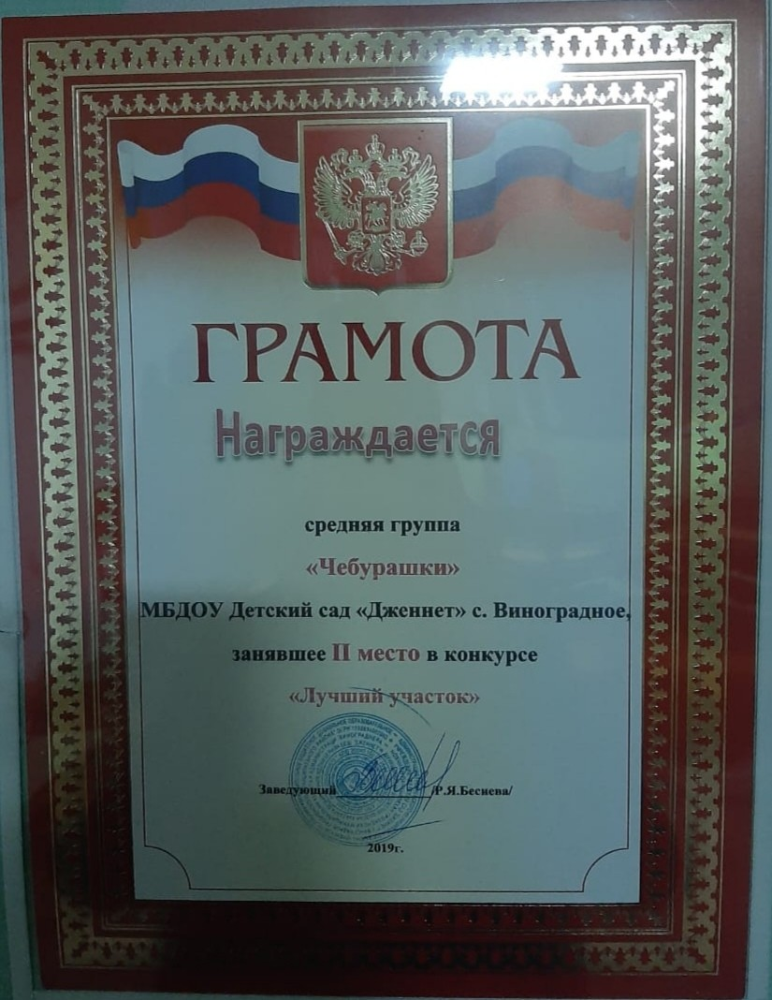 ГРАМОТА
Награждается
средняя группа
«Чебурашки»
МБДОУ Детский сад «Дженнет» с. Виноградное,
занявшее II место в конкурсе
«Лучший участок»
Заведующий /Р.Я.Бесиева/
2019г.